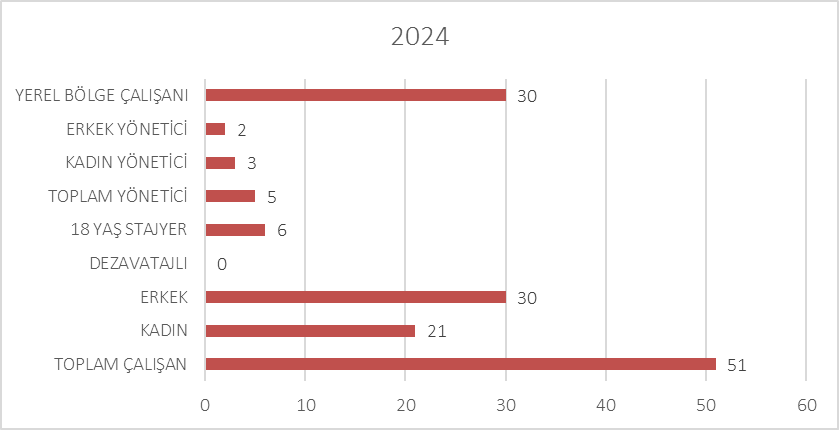 2024
YEREL BÖLGE ÇALIŞANI 30
ERKEK YÖNETİCİ 2
KADIN YÖNETİCİ 3
TOPLAM YÖNETİCİ 5
18 YAŞ STAJYER 6
DEZAVATAJLI 0
ERKEK 30
KADIN 21
TOPLAM ÇALIŞAN 51
0 10 20 30 40 50 60